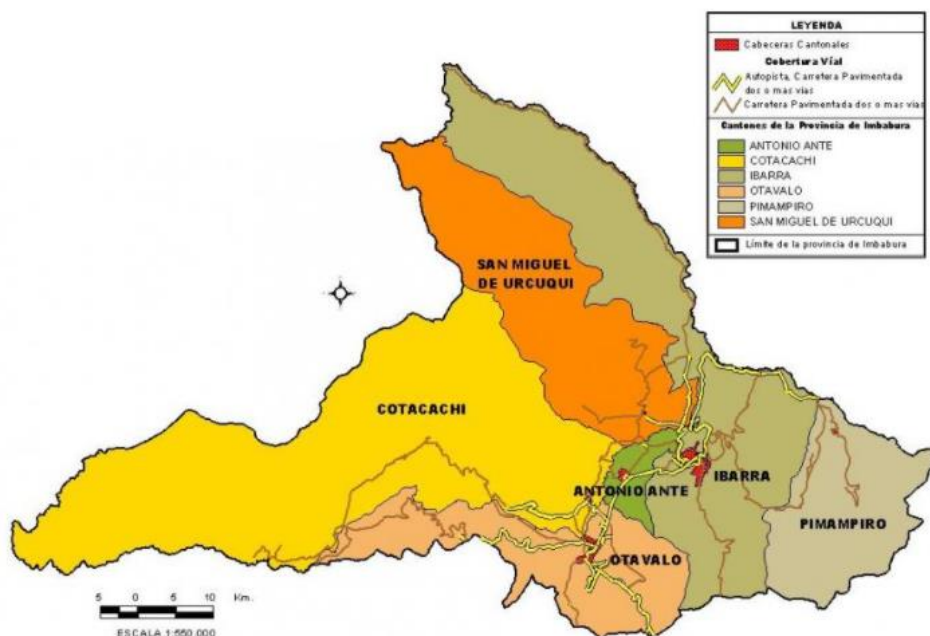 LEYENDA
Cabeceras Cantonales
Cobertura Víal
Autopista, Carretera Pavimentada
dos o mas vias
Carretera Pavimentada dos o mas vias
Cantones de la Provincia de Imbabura
ANTONIO ANTE
COTACACHI
IBARRA
OTAVALO
PIMAMPIRO
SAN MIGUEL DE URCUQUI
Límite de la provincia de Imbabura
SAN MIGUEL
DE URCUQUI
COTACACHI
IBARRA
ANTONIO ANTE
PIMAMPIRO
OTAVALO
5 0 5 10 Km.
ESCALA 1:550.000